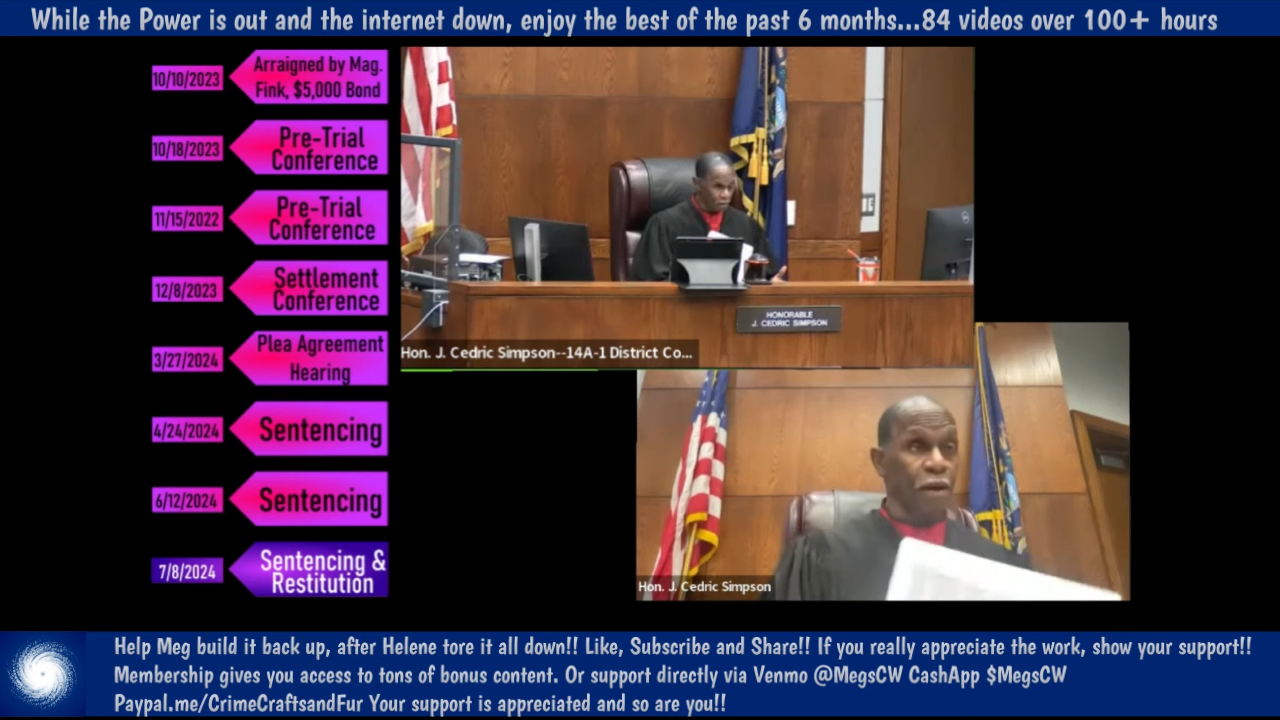 While the Power is out and the internet down, enjoy the best of the past 6 months...84 videos over 100+ hours
10/10/2023
Arraigned by Mag.
Fink, $5,000 Bond
10/18/2023
Pre-Trial
Conference
11/15/2022
Pre-Trial
Conference
12/8/2023
Settlement
Conference
3/27/2024
Plea Agreement
Hearing
4/24/2024
Sentencing
6/12/2024
Sentencing
7/8/2024
Sentencing &
Restitution
HONORABLE
J. CEDRIC SIMPSON
Hon. J. Cedric Simpson--14A-1 District Co...
Hon. J. Cedric Simpson
Help Meg build it back up, after Helene tore it all down!! Like, Subscribe and Share!! If you really appreciate the work, show your support!!
Membership gives you access to tons of bonus content. Or support directly via Venmo @MegsCW CashApp $MegsCW
Paypal.me/CrimeCraftsandFur Your support is appreciated and so are you!!